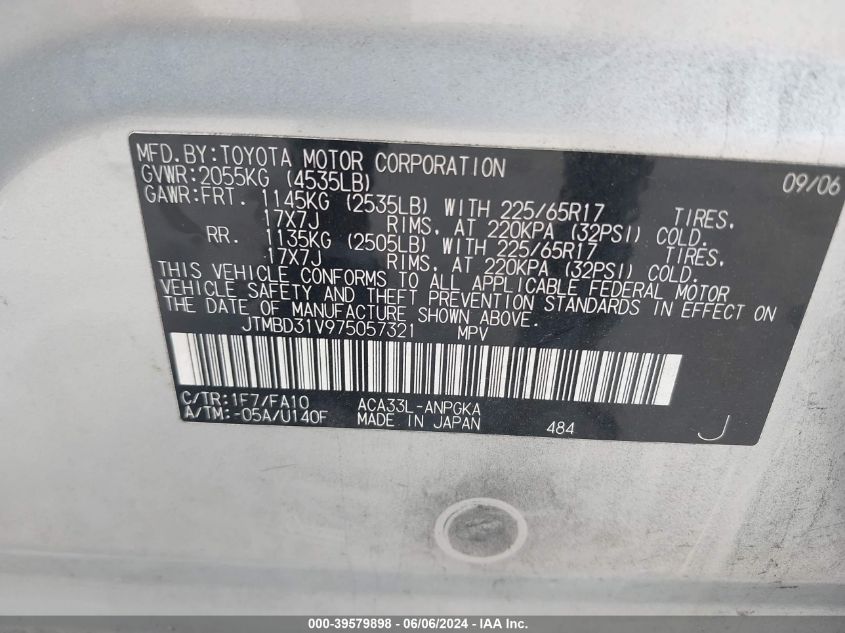 MFD.BY:TOYOTA MOTOR CORPORATION 09/06
GVWR:2055KG (4535LB)
GAWR:FRT. 1145KG (2535LB) WITH 225/65R17 TIRES.
17X7J RIMS, AT 220KPA (32PSI) COLD.
RR. 1135KG (2505LB) WITH 225/65R17 TIRES.
17X7J RIMS, AT 220KPA (32PSI) COLD.
THIS VEHICLE CONFORMS TO ALL APPLICABLE FEDERAL MOTOR
VEHICLE SAFETY AND THEFT PREVENTION STANDARDS IN EFFECT ON
THE DATE OF MANUFACTURE SHOWN ABOVE.
JTMBD31V975057321 MPV
C/TR:1F7/FA10 ACA33L-ANPGKA
A/TM:-05A/U140F MADE IN JAPAN 484 J
000-39579898 - 06/06/2024 - IAA Inc.